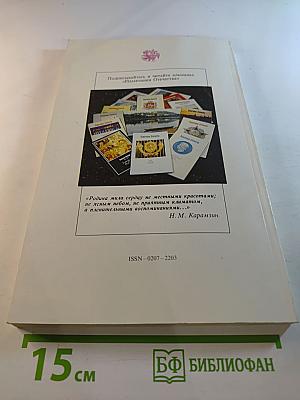 Подписывайтесь и читайте альманах
«Памятники Отечества»
«Родина мила сердцу не местными красотами;
не ясным небом, не приятным климатом,
а пленительными воспоминаниями...»
Н. М. Карамзин
ISSN–0207–2203
15 см
БФ БИБЛИОФАН